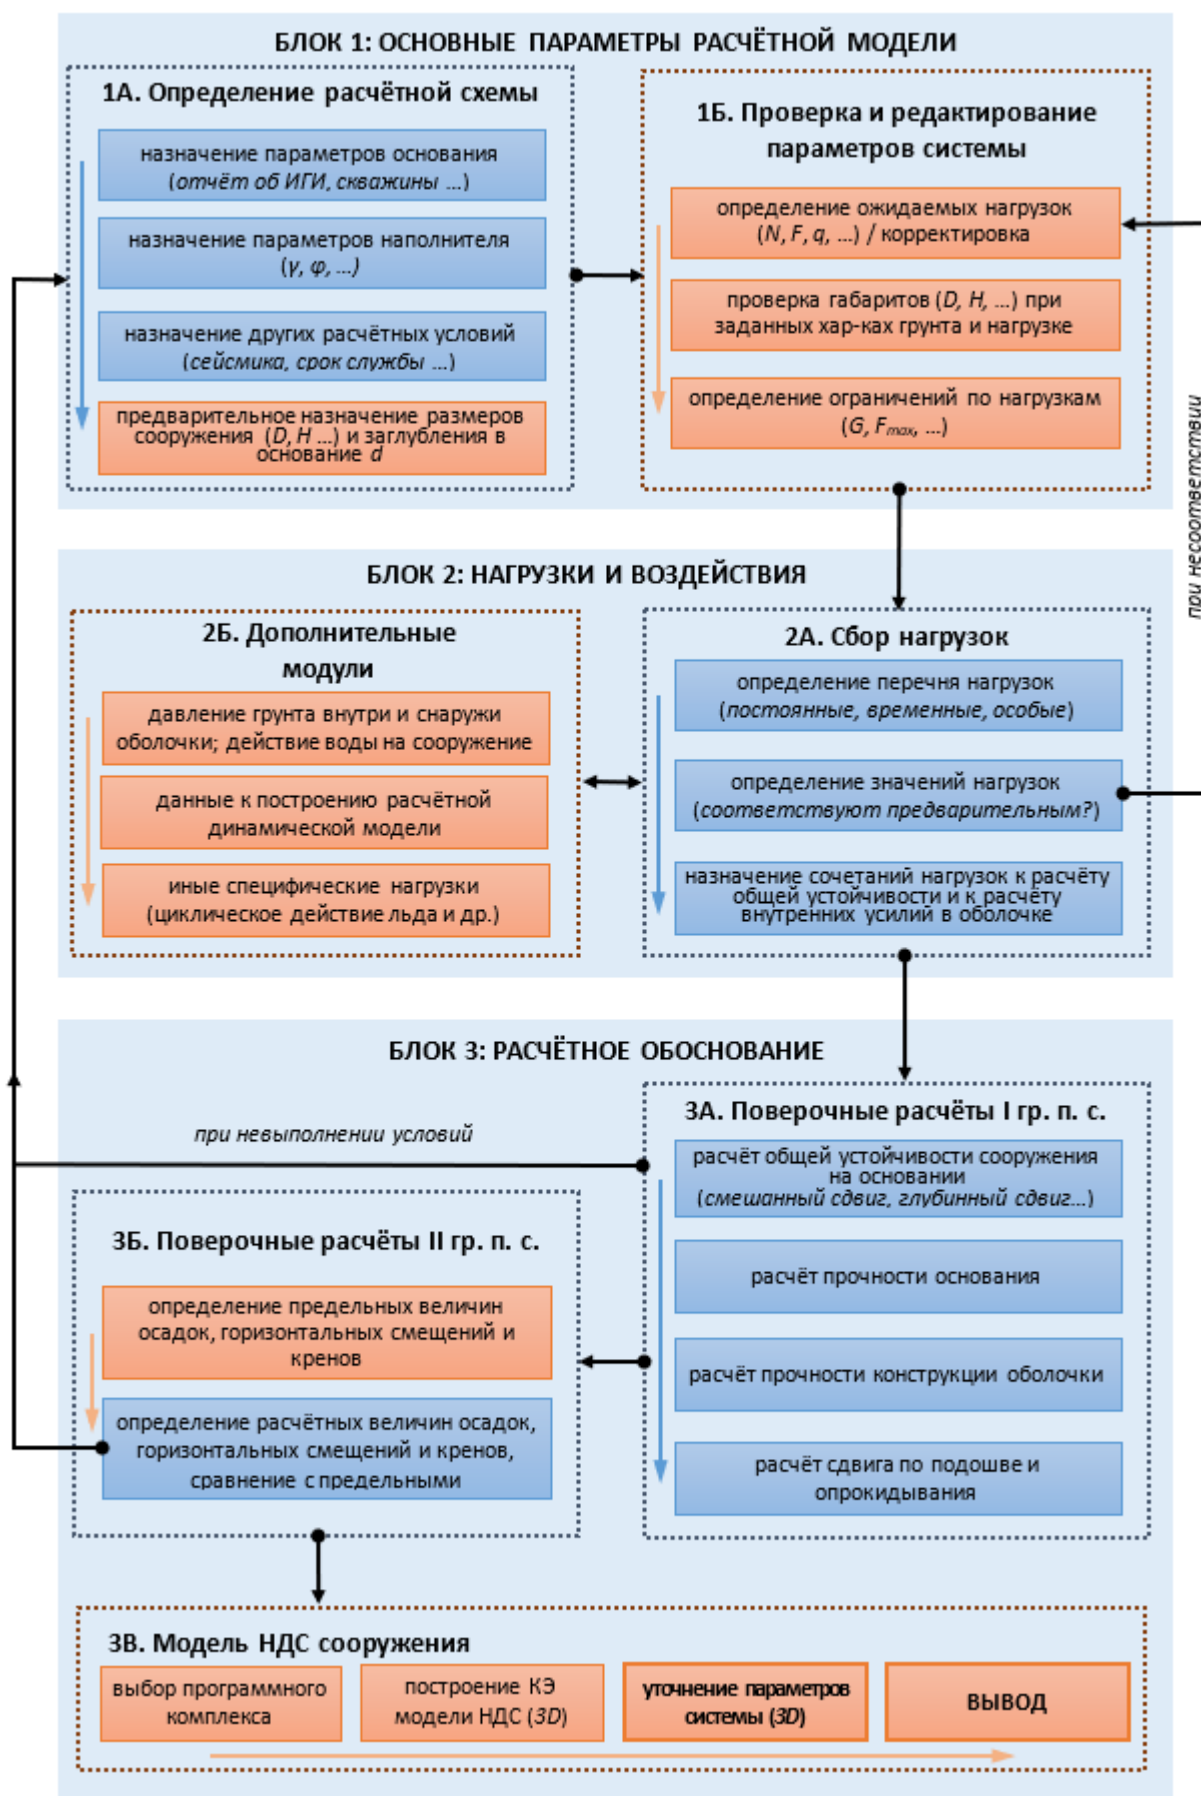 БЛОК 1: ОСНОВНЫЕ ПАРАМЕТРЫ РАСЧЁТНОЙ МОДЕЛИ
1А. Определение расчётной схемы
назначение параметров основания
(отчёт об ИГИ, скважины ...)
назначение параметров наполнителя
(γ, φ, ...)
назначение других расчётных условий
(сейсмика, срок службы ...)
предварительное назначение размеров
сооружения (D, H ...) и заглубления в
основание d
1Б. Проверка и редактирование
параметров системы
определение ожидаемых нагрузок
(N, F, q, ...) / корректировка
проверка габаритов (D, H, ...) при
заданных хар-ках грунта и нагрузке
определение ограничений по нагрузкам
(G, Fmax, ...)
при несоответствии
БЛОК 2: НАГРУЗКИ И ВОЗДЕЙСТВИЯ
2Б. Дополнительные
модули
давление грунта внутри и снаружи
оболочки; действие воды на сооружение
данные к построению расчётной
динамической модели
иные специфические нагрузки
(циклическое действие льда и др.)
2А. Сбор нагрузок
определение перечня нагрузок
(постоянные, временные, особые)
определение значений нагрузок
(соответствуют предварительным?)
назначение сочетаний нагрузок к расчёту
общей устойчивости и к расчёту
внутренних усилий в оболочке
БЛОК 3: РАСЧЁТНОЕ ОБОСНОВАНИЕ
3А. Поверочные расчёты I гр. п. с.
расчёт общей устойчивости сооружения
на основании
(смешанный сдвиг, глубинный сдвиг...)
расчёт прочности основания
расчёт прочности конструкции оболочки
расчёт сдвига по подошве и
опрокидывания
при невыполнении условий
3Б. Поверочные расчёты II гр. п. с.
определение предельных величин
осадок, горизонтальных смещений и
кренов
определение расчётных величин осадок,
горизонтальных смещений и кренов,
сравнение с предельными
3В. Модель НДС сооружения
выбор программного
комплекса
построение КЭ
модели НДС (3D)
уточнение параметров
системы (3D)
ВЫВОД